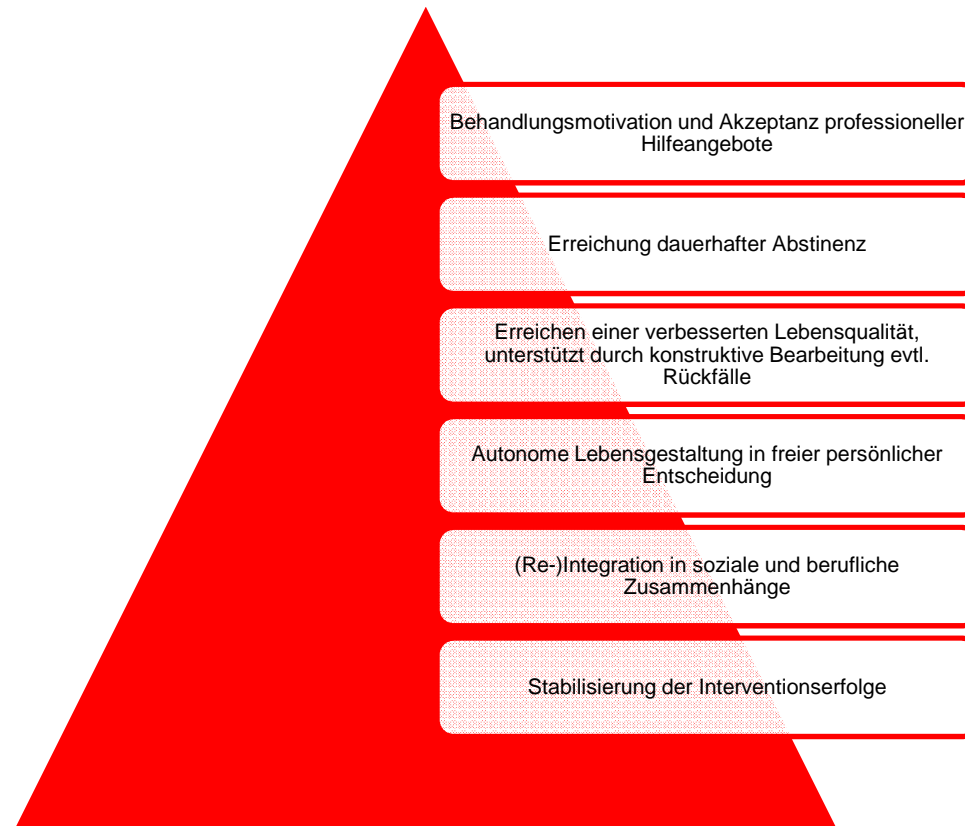 Behandlungsmotivation und Akzeptanz professioneller
Hilfeangebote
Erreichung dauerhafter Abstinenz
Erreichen einer verbesserten Lebensqualität,
unterstützt durch konstruktive Bearbeitung evtl.
Rückfälle
Autonome Lebensgestaltung in freier persönlicher
Entscheidung
(Re-)Integration in soziale und berufliche
Zusammenhänge
Stabilisierung der Interventionserfolge